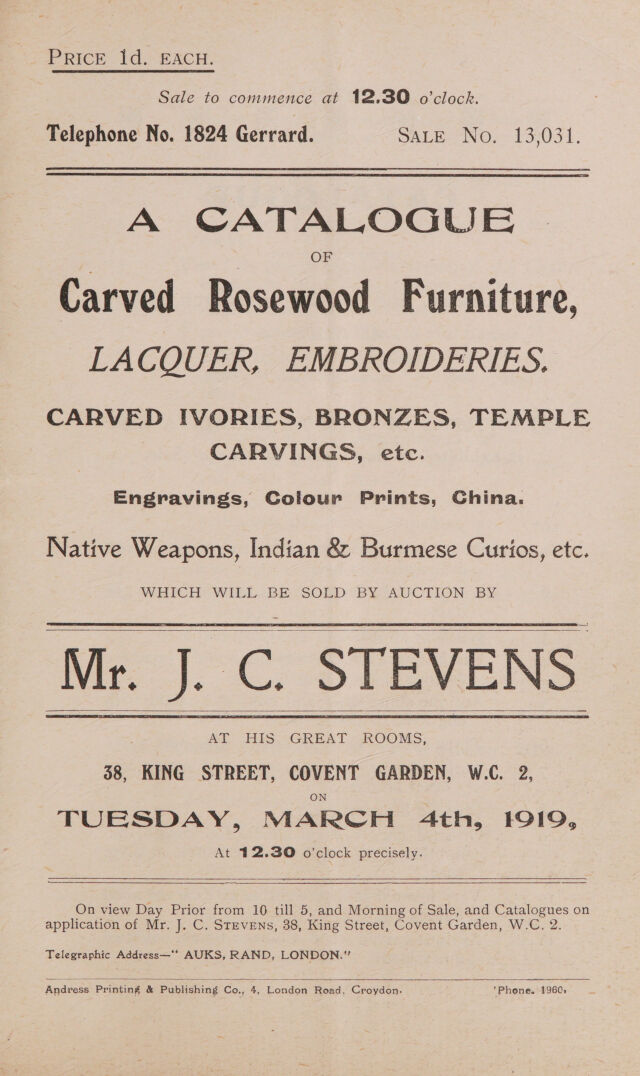 PRICE 1d. EACH.
Sale to commence at 12.30 o'clock.
Telephone No. 1824 Gerrard. SALE No. 13,031.
A CATALOGUE
OF
Carved Rosewood Furniture,
LACQUER, EMBROIDERIES.
CARVED IVORIES, BRONZES, TEMPLE
CARVINGS, etc.
Engravings, Colour Prints, China.
Native Weapons, Indian & Burmese Curios, etc.
WHICH WILL BE SOLD BY AUCTION BY
Mr. J. C. STEVENS
AT HIS GREAT ROOMS,
38, KING STREET, COVENT GARDEN, W.C. 2,
ON
TUESDAY, MARCH 4th, 1919,
At 12.30 o'clock precisely.
On view Day Prior from 10 till 5, and Morning of Sale, and Catalogues on
application of Mr. J. C. STEVENS, 38, King Street, Covent Garden, W.C. 2.
Telegraphic Address—" AUKS, RAND, LONDON."
Andress Printing & Publishing Co., 4, London Road, Croydon. 'Phone. 1960.